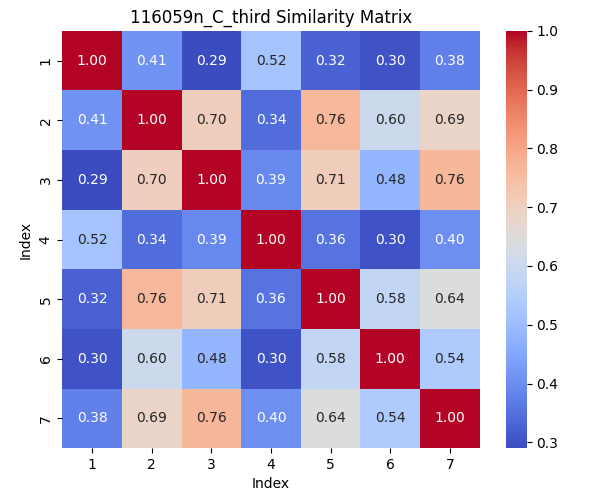 116059n_C_third Similarity Matrix
1 1.00 0.41 0.29 0.52 0.32 0.30 0.38
2 0.41 1.00 0.70 0.34 0.76 0.60 0.69
3 0.29 0.70 1.00 0.39 0.71 0.48 0.76
4 0.52 0.34 0.39 1.00 0.36 0.30 0.40
5 0.32 0.76 0.71 0.36 1.00 0.58 0.64
6 0.30 0.60 0.48 0.30 0.58 1.00 0.54
7 0.38 0.69 0.76 0.40 0.64 0.54 1.00
1 2 3 4 5 6 7
Index
Index
1.0
0.9
0.8
0.7
0.6
0.5
0.4
0.3